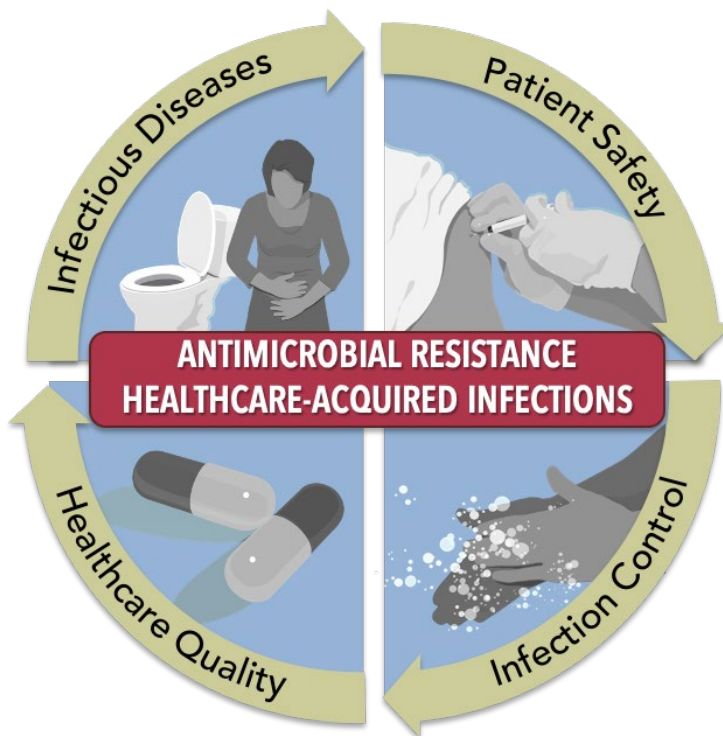 Infectious Diseases
Patient Safety
ANTIMICROBIAL RESISTANCE
HEALTHCARE-ACQUIRED INFECTIONS
Healthcare Quality
Infection Control